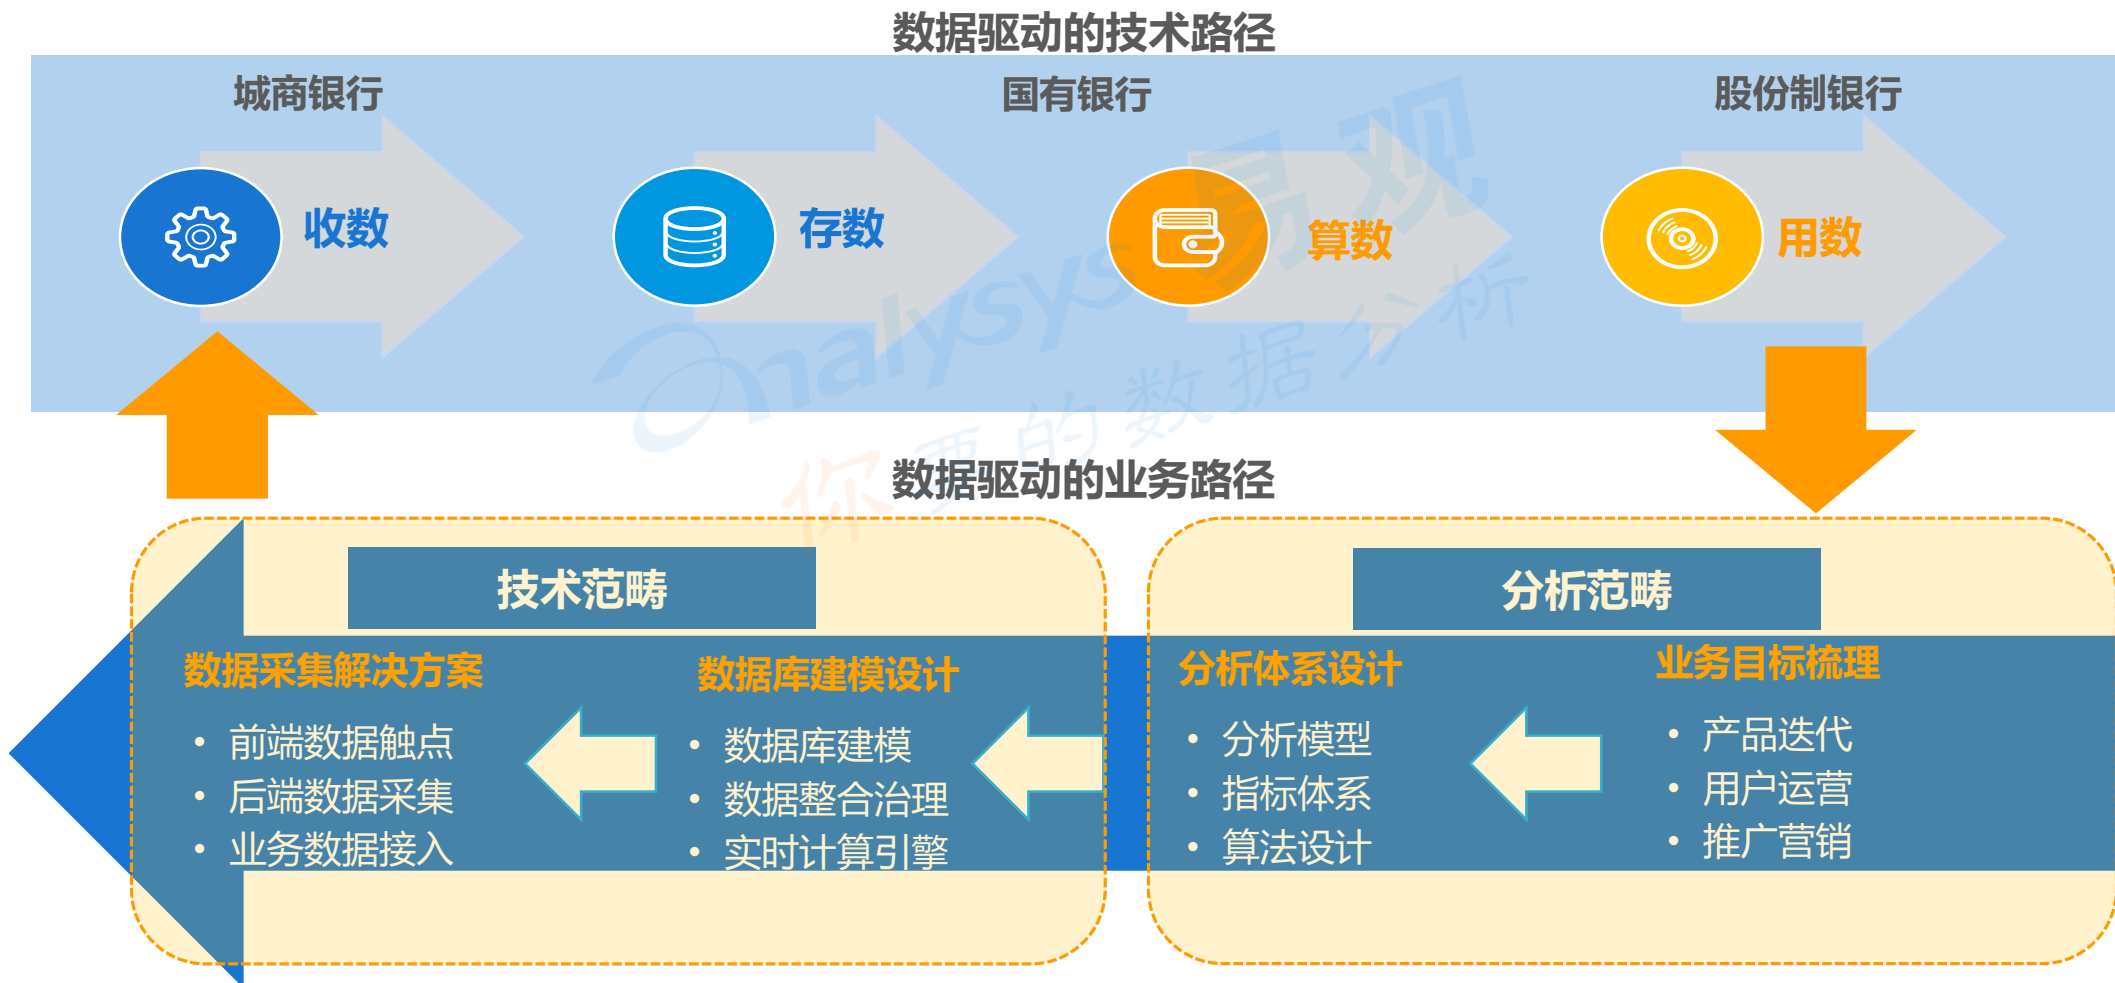 数据驱动的技术路径
城商银行
国有银行
股份制银行
收数
存数
算数
用数
analysys 易观
你要的数据分析
数据驱动的业务路径
技术范畴
分析范畴
数据采集解决方案
• 前端数据触点
• 后端数据采集
• 业务数据接入
数据库建模设计
• 数据库建模
• 数据整合治理
• 实时计算引擎
分析体系设计
• 分析模型
• 指标体系
• 算法设计
业务目标梳理
• 产品迭代
• 用户运营
• 推广营销